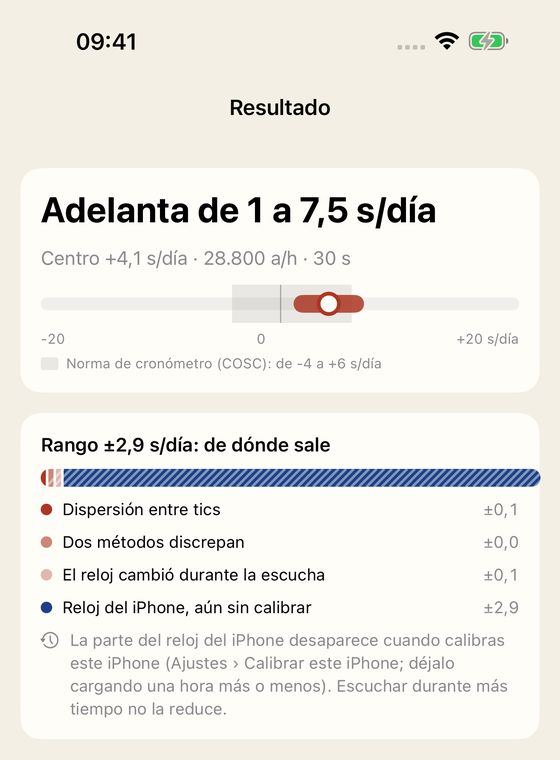 09:41
Resultado
Adelanta de 1 a 7,5 s/día
Centro +4,1 s/día · 28.800 a/h · 30 s
-20 0 +20 s/día
Norma de cronómetro (COSC): de -4 a +6 s/día
Rango ±2,9 s/día: de dónde sale
Dispersión entre tics ±0,1
Dos métodos discrepan ±0,0
El reloj cambió durante la escucha ±0,1
Reloj del iPhone, aún sin calibrar ±2,9
La parte del reloj del iPhone desaparece cuando calibras
este iPhone (Ajustes › Calibrar este iPhone; déjalo
cargando una hora más o menos). Escuchar durante más
tiempo no la reduce.